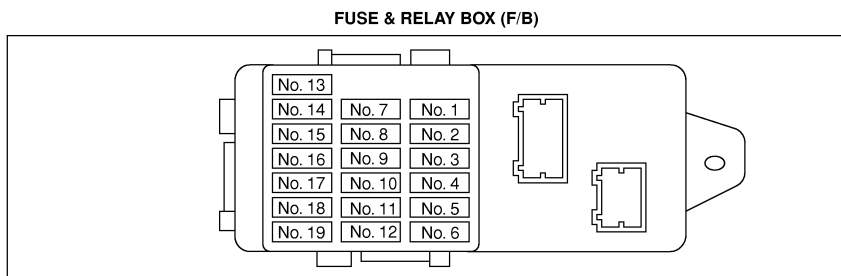 FUSE & RELAY BOX (F/B)
No. 13
No. 14 No. 7 No. 1
No. 15 No. 8 No. 2
No. 16 No. 9 No. 3
No. 17 No. 10 No. 4
No. 18 No. 11 No. 5
No. 19 No. 12 No. 6